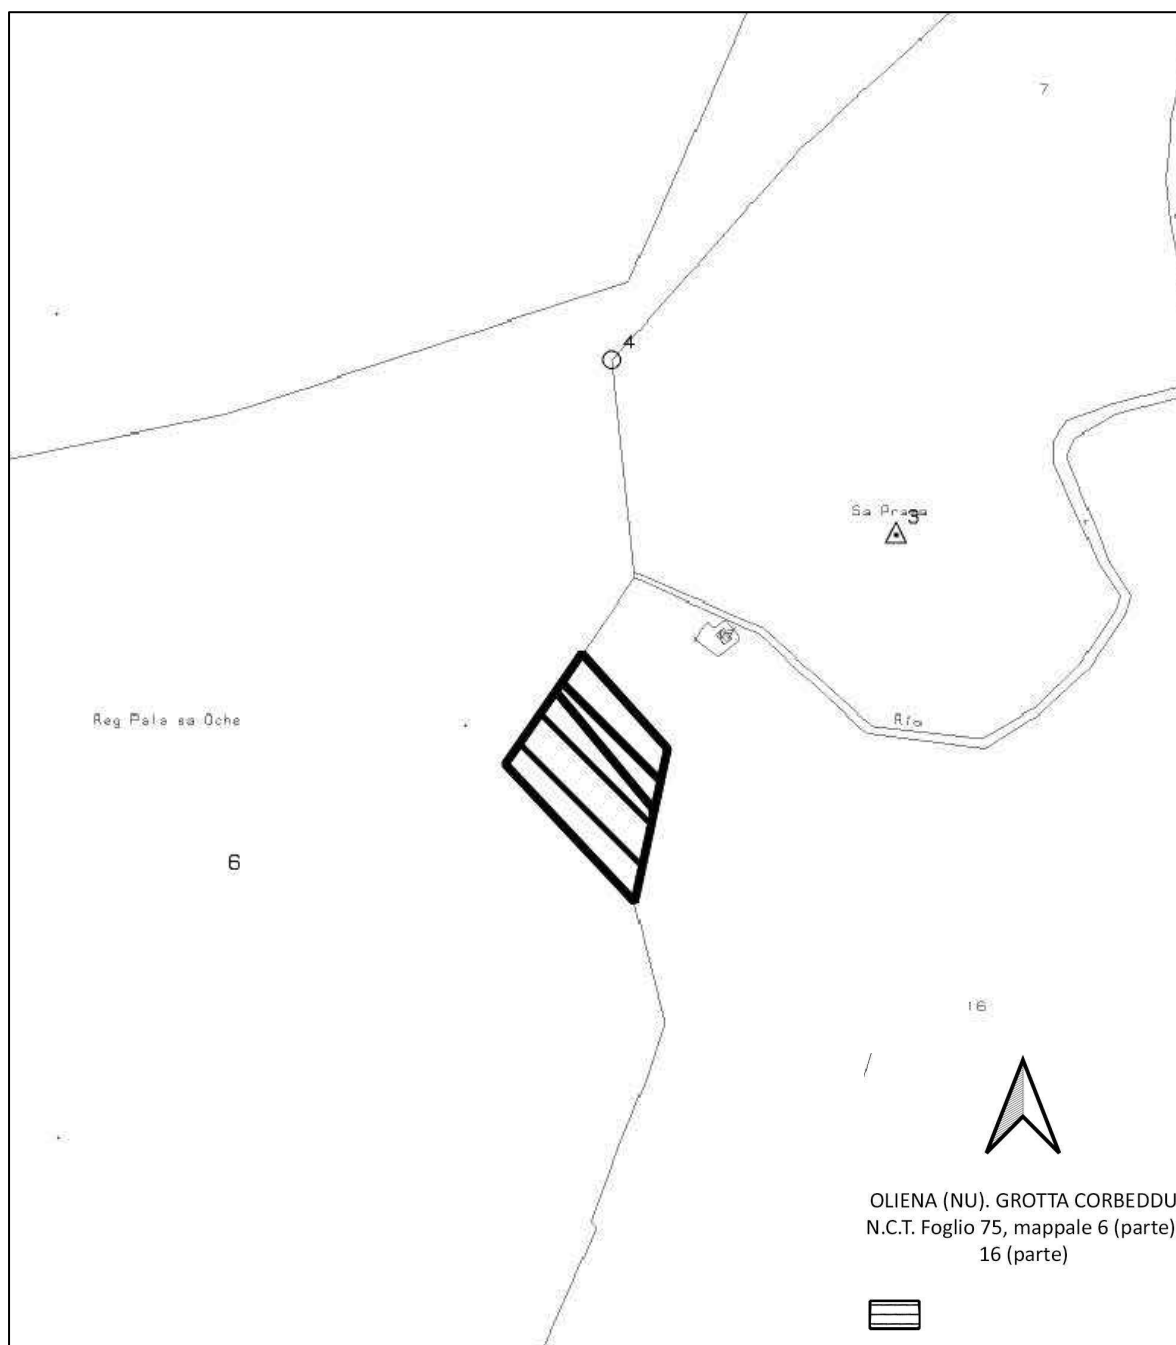 7
4
Sa Prama
3
Reg Pala sa Oche
Rio
6
16
OLIENA (NU). GROTTA CORBEDDU
N.C.T. Foglio 75, mappale 6 (parte)
16 (parte)